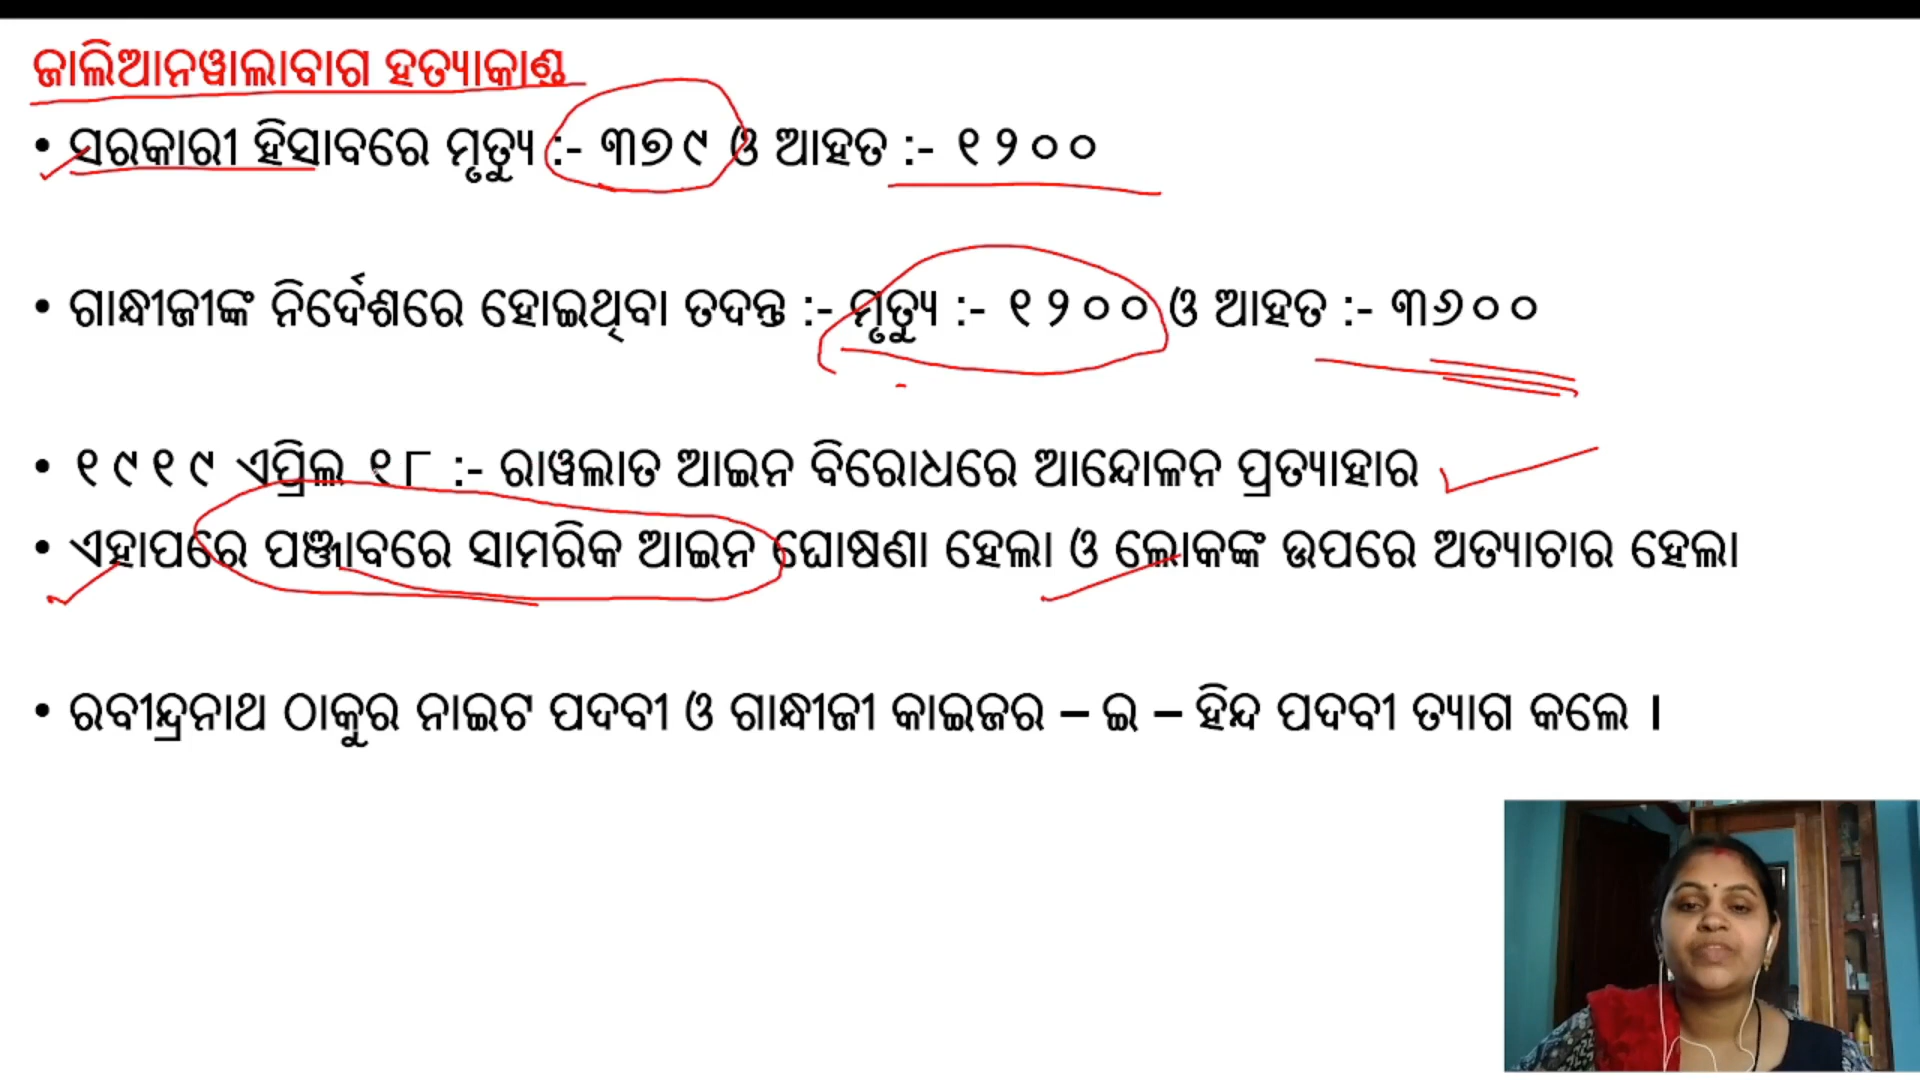 ଜାଲିଆନୱାଲାବାଗ ହତ୍ୟାକାଣ୍ଡ
• ସରକାରୀ ହିସାବରେ ମୃତ୍ୟୁ :- ୩୭୯ ଓ ଆହତ :- ୧୨୦୦
• ଗାନ୍ଧୀଜୀଙ୍କ ନିର୍ଦେଶରେ ହୋଇଥିବା ତଦନ୍ତ :- ମୃତ୍ୟୁ :- ୧୨୦୦ ଓ ଆହତ :- ୩୬୦୦
• ୧୯୧୯ ଏପ୍ରିଲ ୧୮ :- ରାୱଲାତ ଆଇନ ବିରୋଧରେ ଆନ୍ଦୋଳନ ପ୍ରତ୍ୟାହାର
• ଏହାପରେ ପଞ୍ଜାବରେ ସାମରିକ ଆଇନ ଘୋଷଣା ହେଲା ଓ ଲୋକଙ୍କ ଉପରେ ଅତ୍ୟାଚାର ହେଲା
• ରବୀନ୍ଦ୍ରନାଥ ଠାକୁର ନାଇଟ ପଦବୀ ଓ ଗାନ୍ଧୀଜୀ କାଇଜର – ଇ – ହିନ୍ଦ ପଦବୀ ତ୍ୟାଗ କଲେ ।